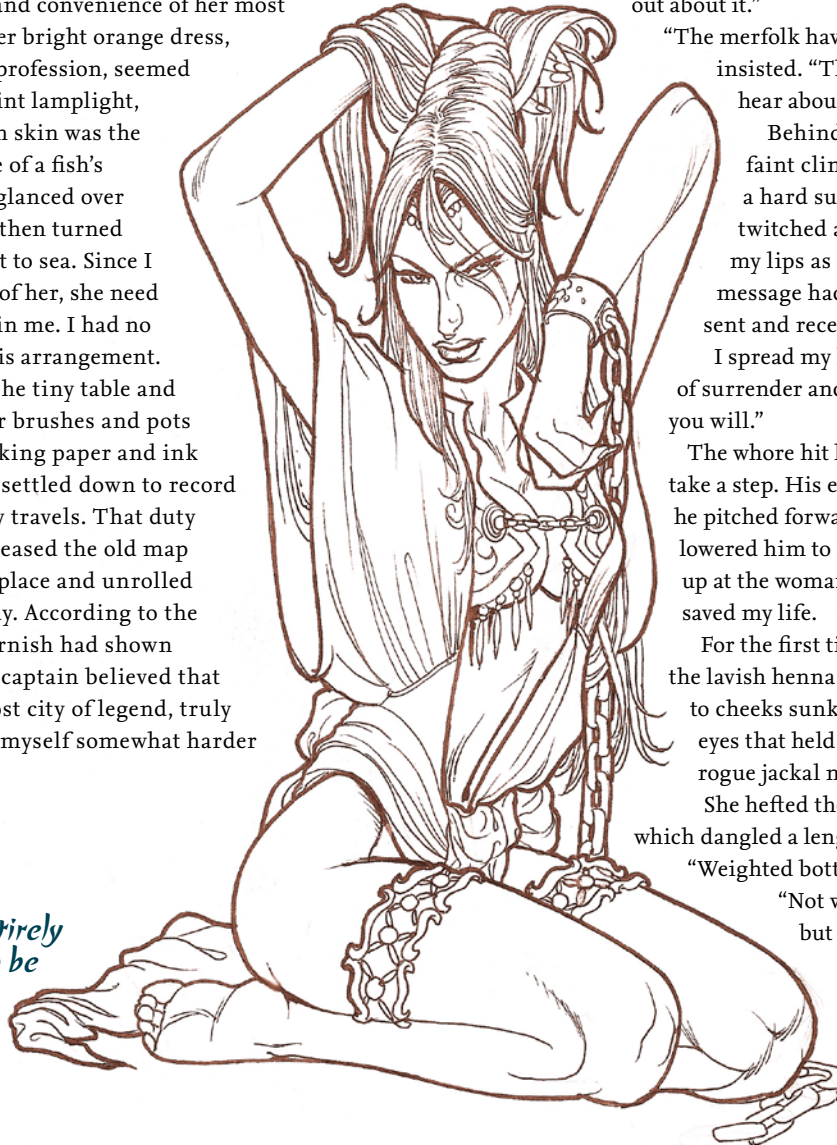 and convenience of her most
er bright orange dress,
profession, seemed
int lamplight,
n skin was the
e of a fish's
glanced over
then turned
t to sea. Since I
of her, she need
in me. I had no
is arrangement.
he tiny table and
r brushes and pots
king paper and ink
settled down to record
y travels. That duty
eased the old map
place and unrolled
y. According to the
rnish had shown
captain believed that
ost city of legend, truly
myself somewhat harder
tirely
be
out about it.”
“The merfolk hav
insisted. “Th
hear abou
Behind
faint clin
a hard su
twitched a
my lips as
message had
sent and rece
I spread my
of surrender and
you will.”
The whore hit h
take a step. His e
he pitched forwa
lowered him to
up at the woman
saved my life.
For the first ti
the lavish henna
to cheeks sunk
eyes that held
rogue jackal m
She hefted the
which dangled a leng
“Weighted bott
“Not w
but